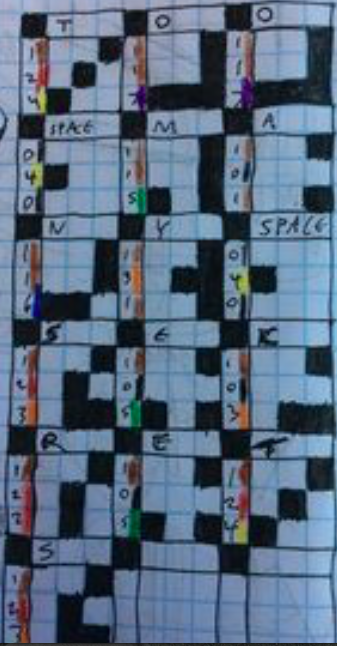 T O O
1 1 1
2 1 1
4 7 7
SPACE M A
0 1 1
4 1 0
0 5 1
N Y SPACE
1 1 0
1 3 4
6 1 0
S E C
1 1 1
2 0 0
3 5 3
R E T
1 1 1
2 0 2
2 5 4
S
1
2
3